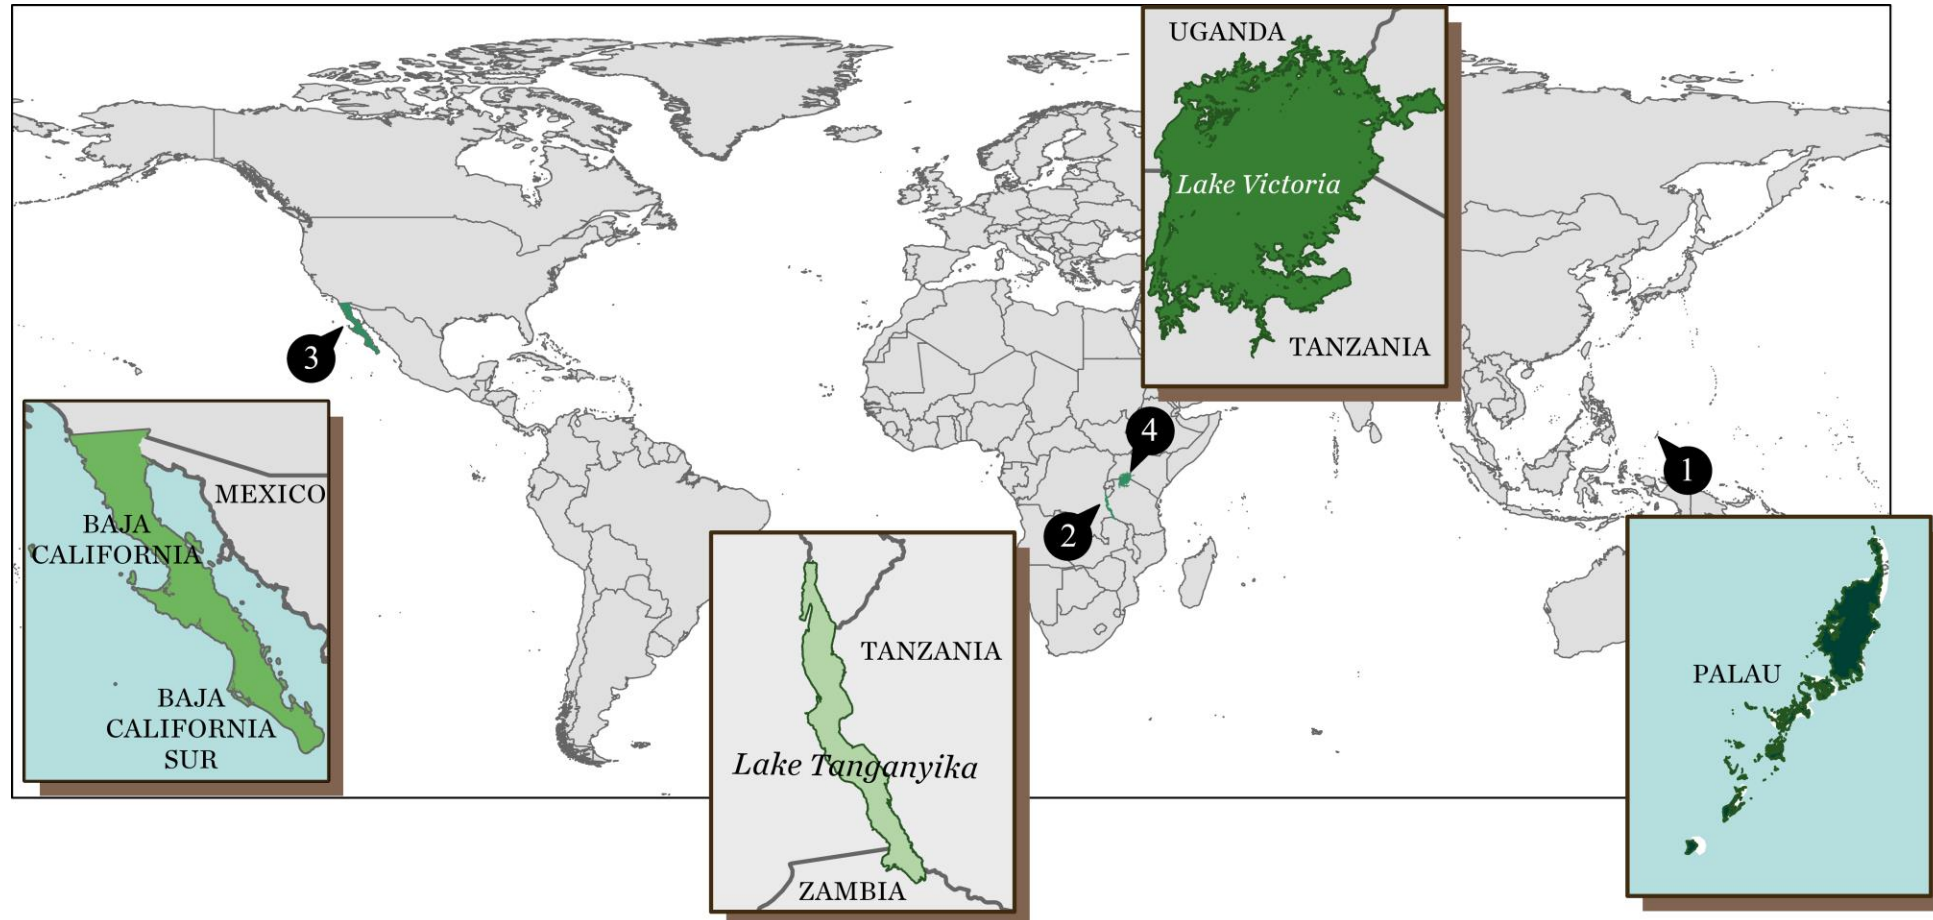 UGANDA
Lake Victoria
TANZANIA
3
4
1
2
MEXICO
BAJA
CALIFORNIA
BAJA
CALIFORNIA
SUR
TANZANIA
Lake Tanganyika
ZAMBIA
PALAU